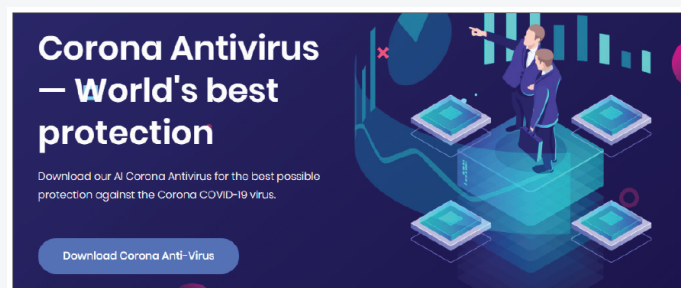 Corona Antivirus
— World's best
protection
Download our AI Corona Antivirus for the best possible
protection against the Corona COVID-19 virus.
Download Corona Anti-Virus